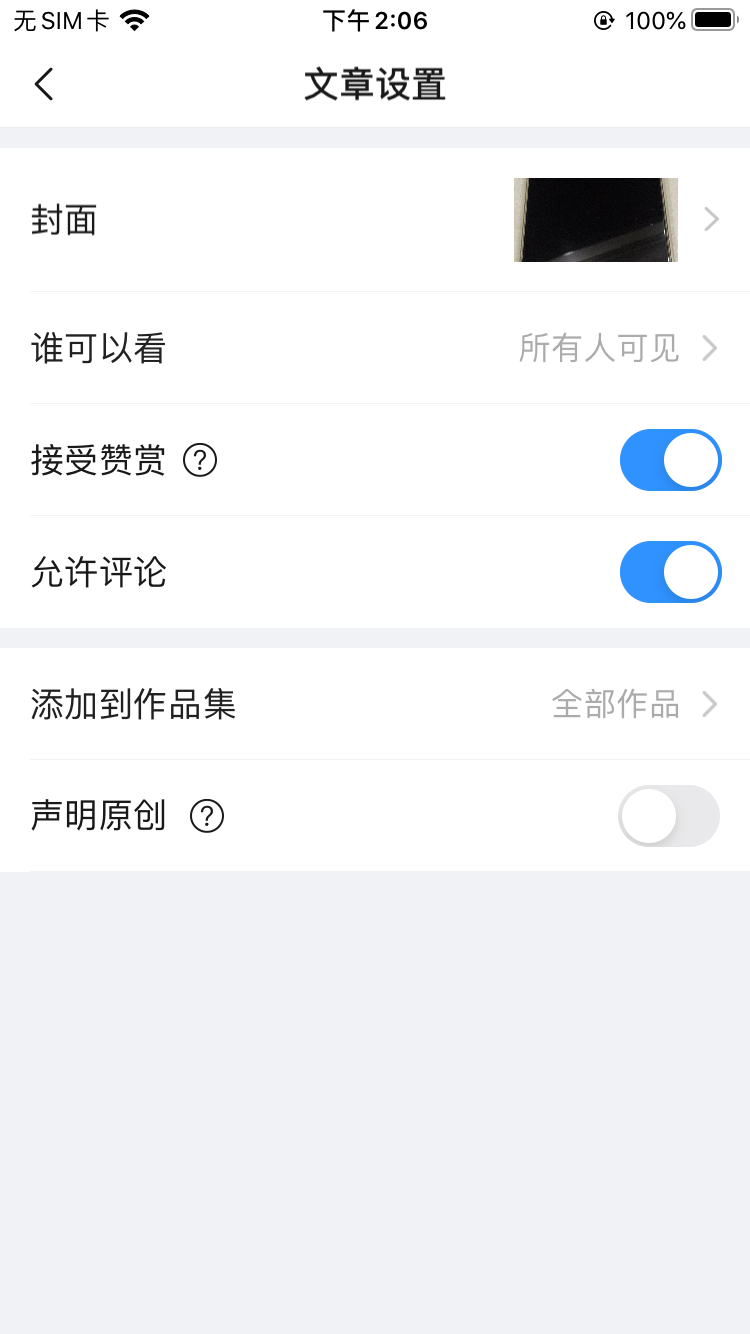 无SIM卡 下午2:06 100%
文章设置
封面
谁可以看 所有人可见
接受赞赏 ?
允许评论
添加到作品集 全部作品
声明原创 ?